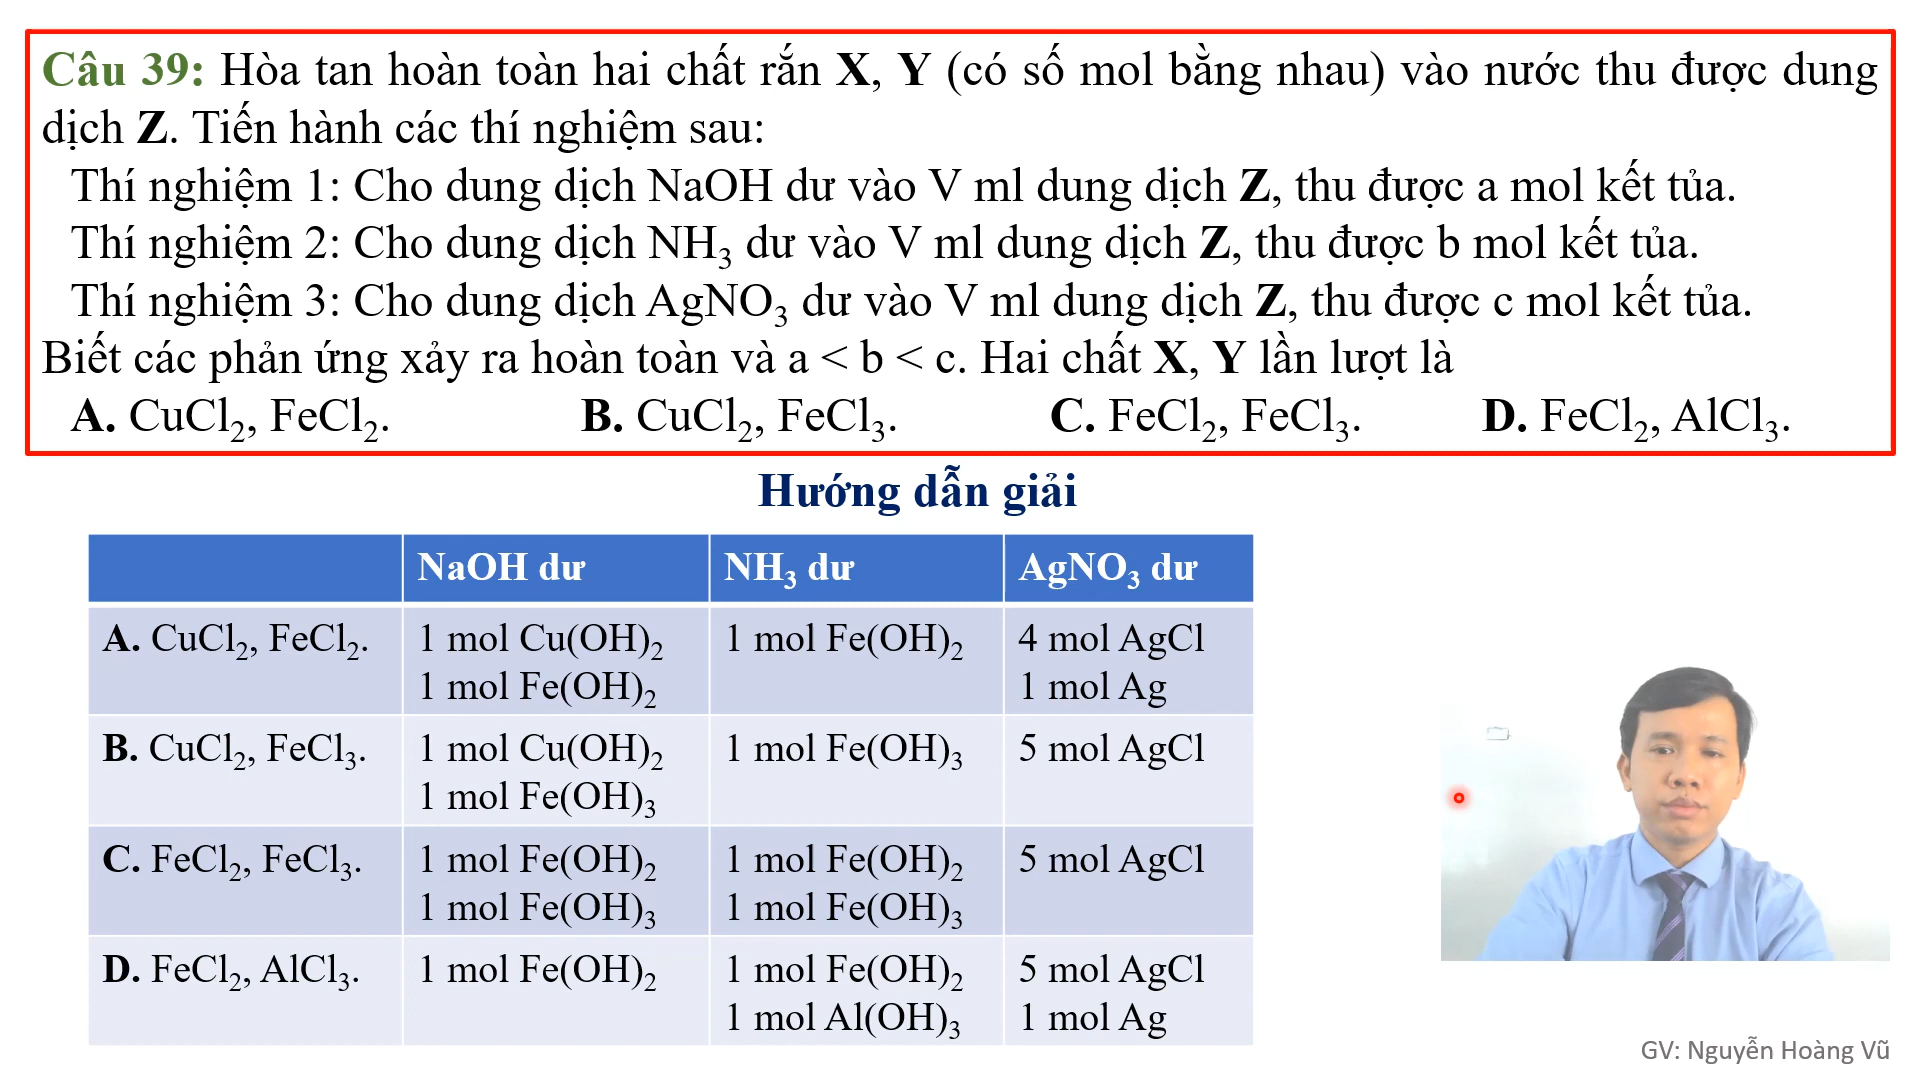 Câu 39: Hòa tan hoàn toàn hai chất rắn X, Y (có số mol bằng nhau) vào nước thu được dung
dịch Z. Tiến hành các thí nghiệm sau:
Thí nghiệm 1: Cho dung dịch NaOH dư vào V ml dung dịch Z, thu được a mol kết tủa.
Thí nghiệm 2: Cho dung dịch NH₃ dư vào V ml dung dịch Z, thu được b mol kết tủa.
Thí nghiệm 3: Cho dung dịch AgNO₃ dư vào V ml dung dịch Z, thu được c mol kết tủa.
Biết các phản ứng xảy ra hoàn toàn và a < b < c. Hai chất X, Y lần lượt là
A. CuCl₂, FeCl₂. B. CuCl₂, FeCl₃. C. FeCl₂, FeCl₃. D. FeCl₂, AlCl₃.
Hướng dẫn giải
NaOH dư NH₃ dư AgNO₃ dư
A. CuCl₂, FeCl₂. 1 mol Cu(OH)₂ 1 mol Fe(OH)₂ 4 mol AgCl
1 mol Fe(OH)₂ 1 mol Ag
B. CuCl₂, FeCl₃. 1 mol Cu(OH)₂ 1 mol Fe(OH)₃ 5 mol AgCl
1 mol Fe(OH)₃
C. FeCl₂, FeCl₃. 1 mol Fe(OH)₂ 1 mol Fe(OH)₂ 5 mol AgCl
1 mol Fe(OH)₃ 1 mol Fe(OH)₃
D. FeCl₂, AlCl₃. 1 mol Fe(OH)₂ 1 mol Fe(OH)₂ 5 mol AgCl
1 mol Al(OH)₃ 1 mol Ag
GV: Nguyễn Hoàng Vũ